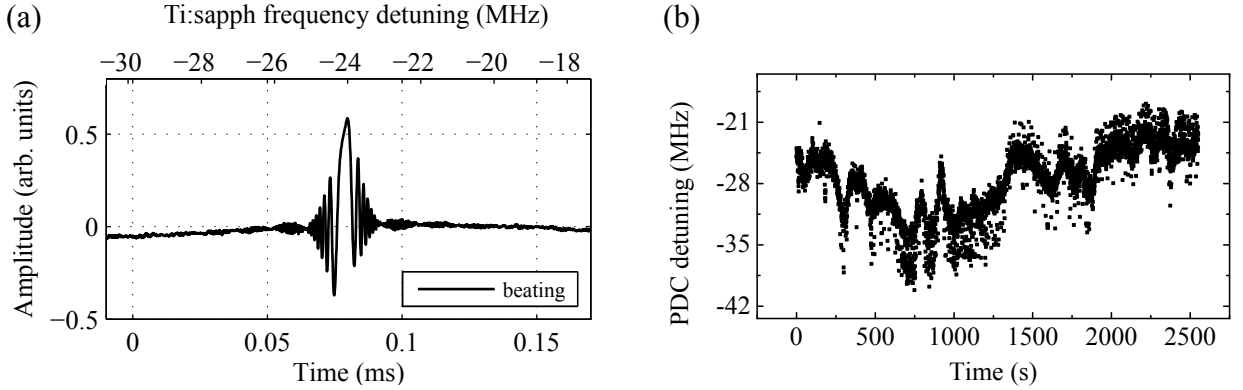 (a)
Ti:sapph frequency detuning (MHz)
−30 −28 −26 −24 −22 −20 −18
Amplitude (arb. units)
0.5
0
−0.5
beating
0 0.05 0.1 0.15
Time (ms)
(b)
PDC detuning (MHz)
-21
-28
-35
-42
0 500 1000 1500 2000 2500
Time (s)